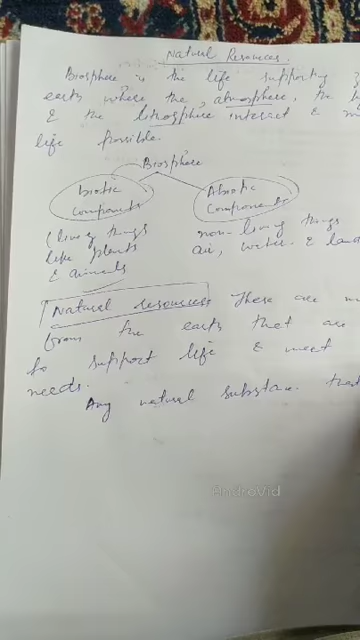 Natural Resources.
Biosphere is the life supporting
earth where the, atmosphere, the
& the lithosphere interact &
life possible.
Biosphere
biotic
components
Abiotic
Components
(living things
like plants
& animals
non-living things
air, water & land
Natural resources These are
from the earth that are
to support life & meet
needs.
Any natural substance that
AndroVid